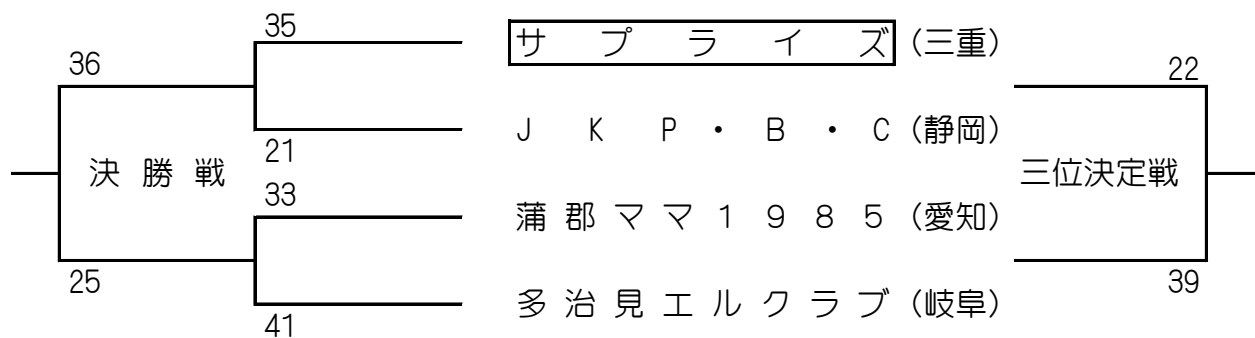 35
サプライズ (三重)
36
22
JKP・B・C (静岡)
21
決勝戦
三位決定戦
33
蒲郡ママ1985 (愛知)
25
39
多治見エルクラブ (岐阜)
41